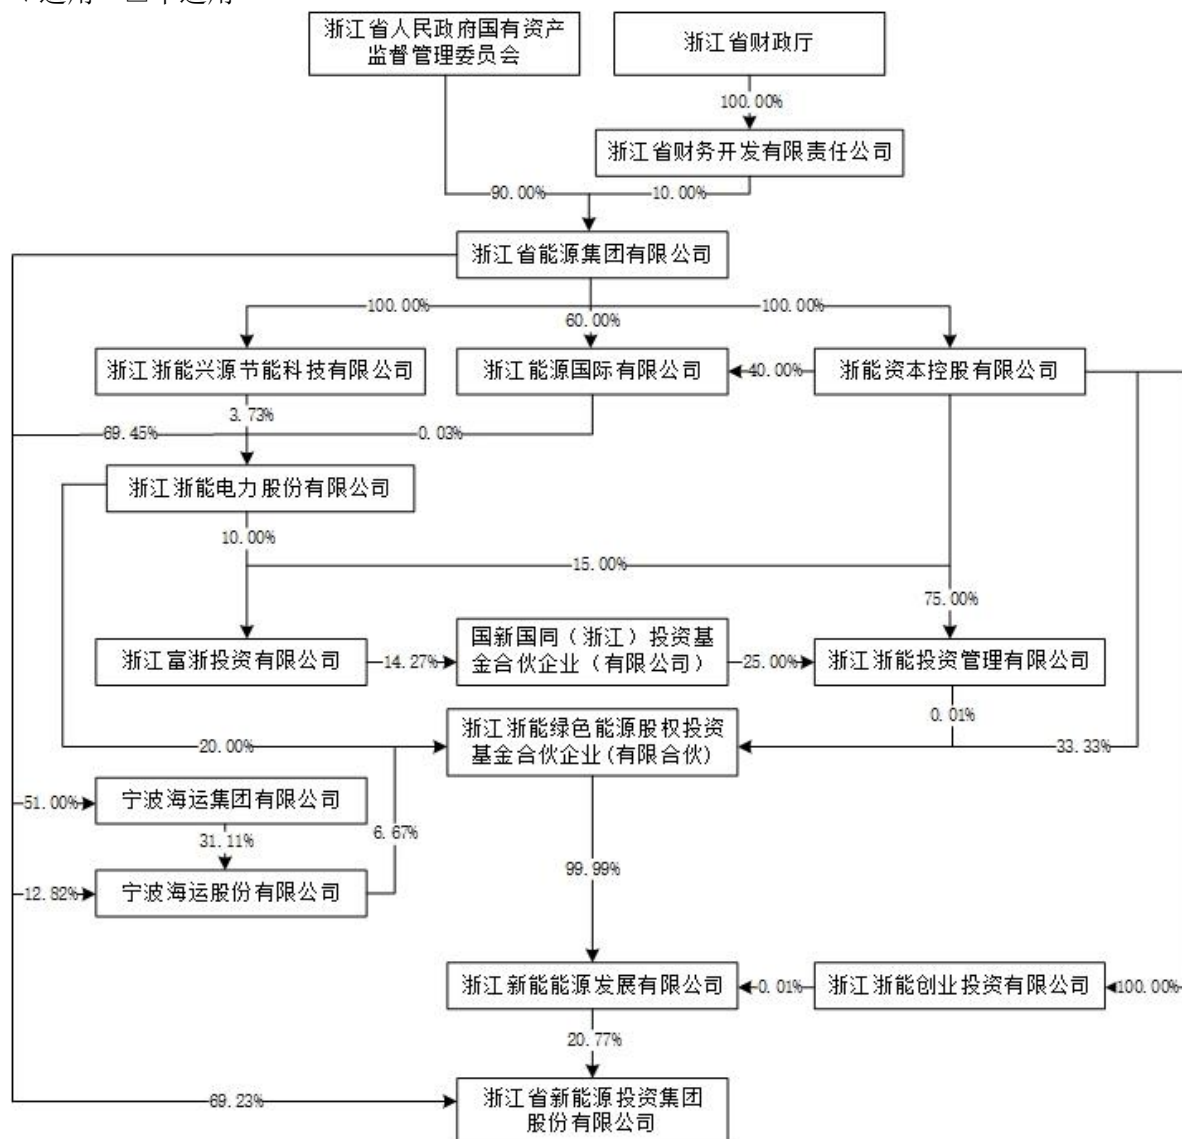 浙江省人民政府国有资产
监督管理委员会
浙江省财政厅
100.00%
浙江省财务开发有限责任公司
90.00%
10.00%
浙江省能源集团有限公司
100.00%
60.00%
100.00%
浙江浙能兴源节能科技有限公司
浙江能源国际有限公司
40.00%
浙能资本控股有限公司
3.73%
69.45%
0.03%
浙江浙能电力股份有限公司
10.00%
15.00%
75.00%
浙江富浙投资有限公司
14.27%
国新国同（浙江）投资基
金合伙企业（有限公司）
25.00%
浙江浙能投资管理有限公司
0.01%
浙江浙能绿色能源股权投资
基金合伙企业(有限合伙)
20.00%
33.33%
51.00%
宁波海运集团有限公司
31.11%
6.67%
12.82%
宁波海运股份有限公司
99.99%
浙江新能能源发展有限公司
0.01%
浙江浙能创业投资有限公司
100.00%
20.77%
69.23%
浙江省新能源投资集团
股份有限公司